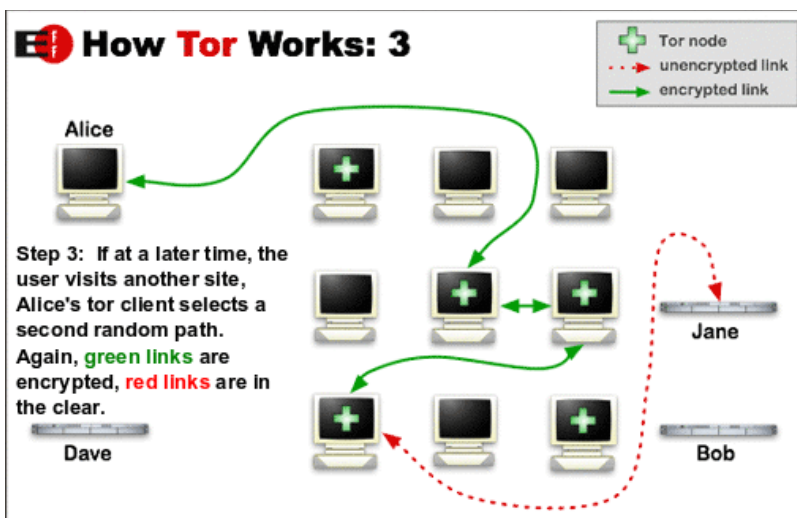 EFF How Tor Works: 3
Tor node
unencrypted link
encrypted link
Alice
Step 3: If at a later time, the
user visits another site,
Alice's tor client selects a
second random path.
Again, green links are
encrypted, red links are in
the clear.
Jane
Dave
Bob